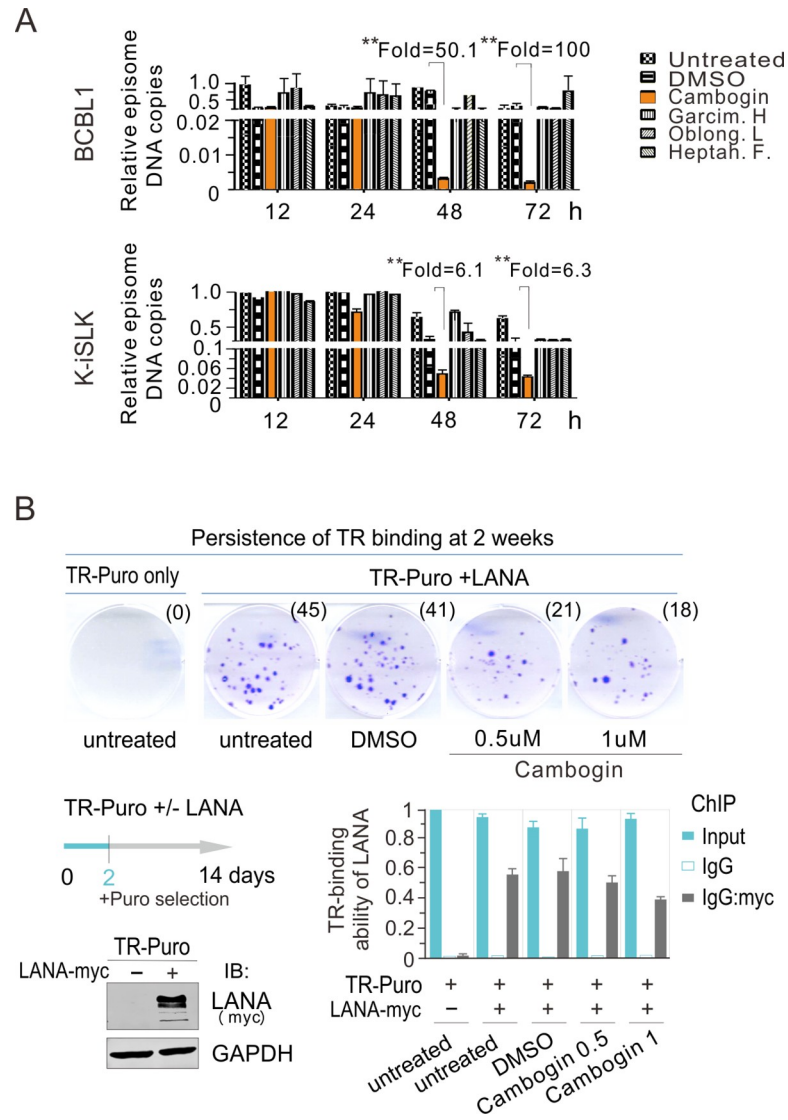 A
**Fold=50.1 **Fold=100
BCBL1
Relative episome
DNA copies
1.0
0.5
0.02
0.01
0
12 24 48 72 h
Untreated
DMSO
Cambogin
Garcim. H
Oblong. L
Heptah. F.
**Fold=6.1 **Fold=6.3
K-iSLK
Relative episome
DNA copies
1.0
0.5
0.1
0.06
0.02
0
12 24 48 72 h
B
Persistence of TR binding at 2 weeks
TR-Puro only TR-Puro +LANA
(0) (45) (41) (21) (18)
untreated untreated DMSO 0.5uM 1uM
Cambogin
TR-Puro +/- LANA
0 2 14 days
+Puro selection
TR-Puro
LANA-myc − + IB:
LANA
(myc)
GAPDH
TR-binding
ability of LANA
1
0.8
0.6
0.4
0.2
0
ChIP
Input
IgG
IgG:myc
TR-Puro + + + + +
LANA-myc − + + + +
untreated untreated DMSO Cambogin 0.5 Cambogin 1